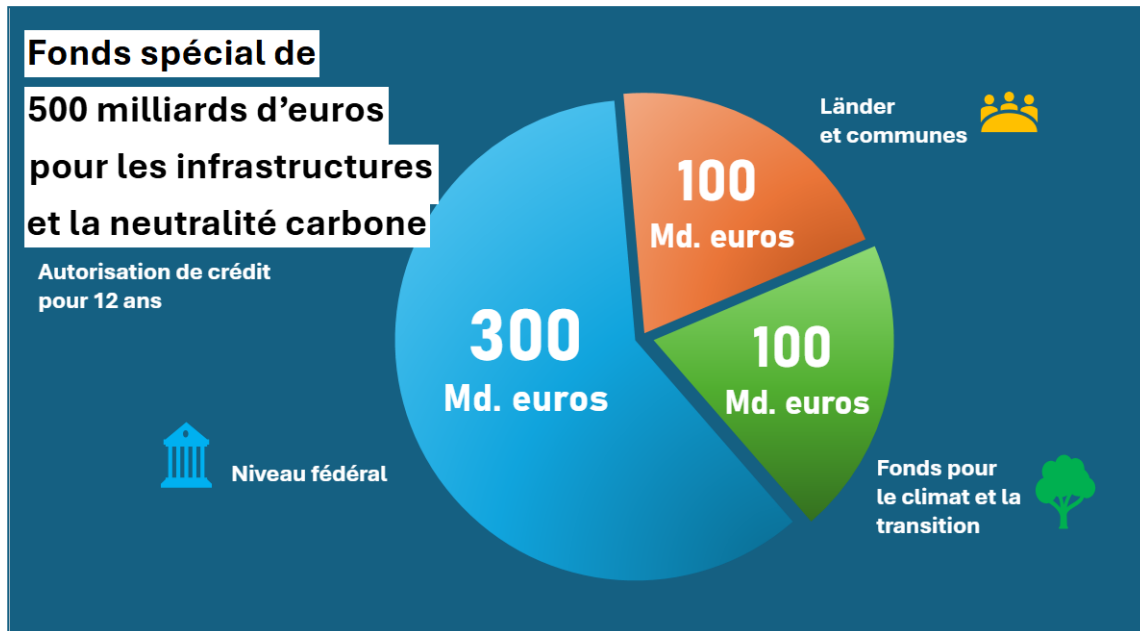 Fonds spécial de
500 milliards d’euros
pour les infrastructures
et la neutralité carbone
Autorisation de crédit
pour 12 ans
Länder
et communes
100
Md. euros
300
Md. euros
100
Md. euros
Niveau fédéral
Fonds pour
le climat et la
transition